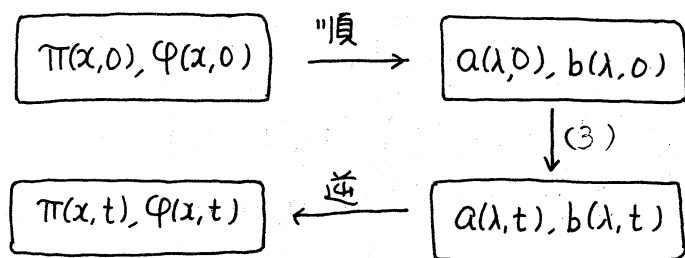 π(x,0), φ(x,0)
順
a(λ,0), b(λ,0)
(3)
π(x,t), φ(x,t)
逆
a(λ,t), b(λ,t)